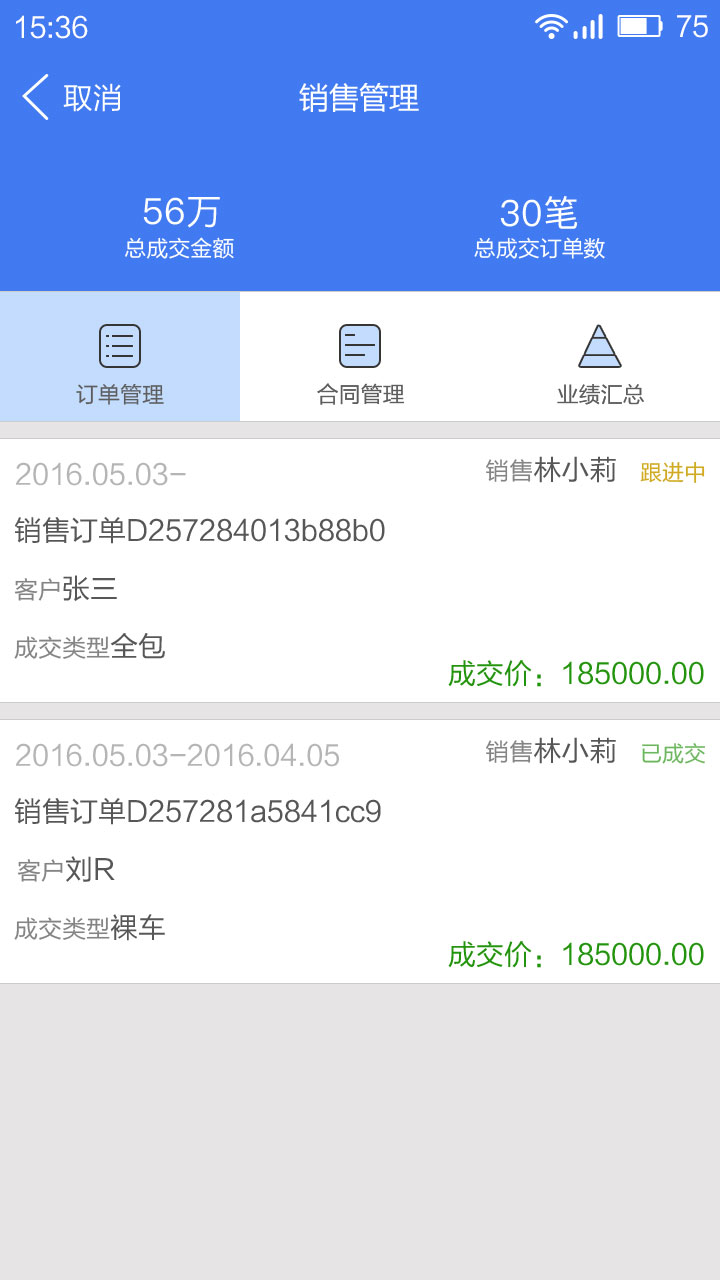 15:36 75
取消 销售管理
56万 30笔
总成交金额 总成交订单数
订单管理 合同管理 业绩汇总
2016.05.03- 销售林小莉 跟进中
销售订单D257284013b88b0
客户张三
成交类型全包
成交价：185000.00
2016.05.03-2016.04.05 销售林小莉 已成交
销售订单D257281a5841cc9
客户刘R
成交类型裸车
成交价：185000.00